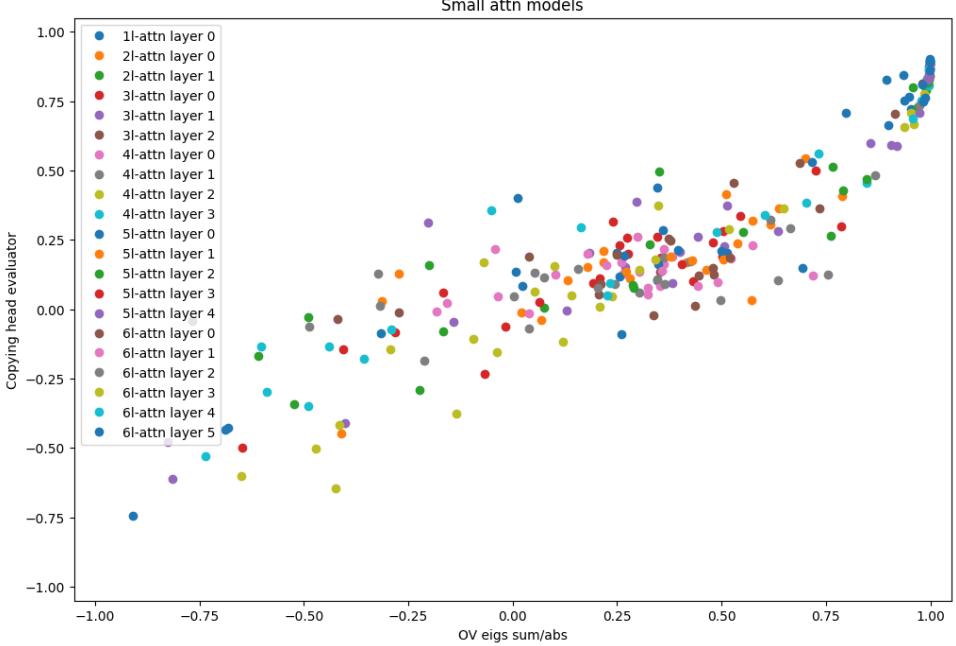 Small attn models
1.00
0.75
0.50
0.25
0.00
−0.25
−0.50
−0.75
−1.00
Copying head evaluator
1l-attn layer 0
2l-attn layer 0
2l-attn layer 1
3l-attn layer 0
3l-attn layer 1
3l-attn layer 2
4l-attn layer 0
4l-attn layer 1
4l-attn layer 2
4l-attn layer 3
5l-attn layer 0
5l-attn layer 1
5l-attn layer 2
5l-attn layer 3
5l-attn layer 4
6l-attn layer 0
6l-attn layer 1
6l-attn layer 2
6l-attn layer 3
6l-attn layer 4
6l-attn layer 5
−1.00 −0.75 −0.50 −0.25 0.00 0.25 0.50 0.75 1.00
OV eigs sum/abs